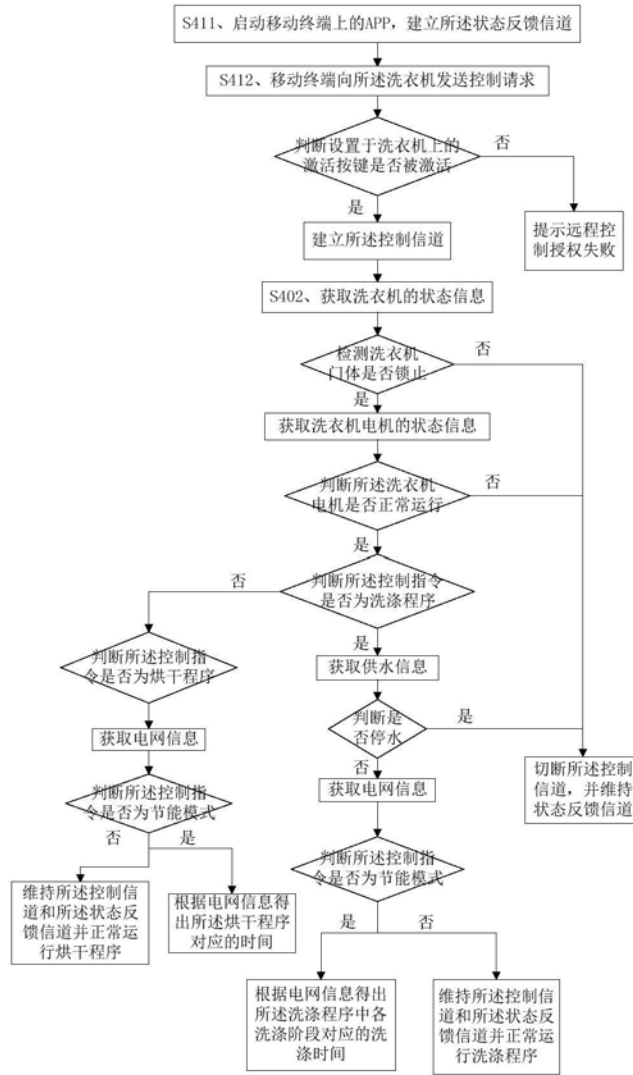 S411、启动移动终端上的APP，建立所述状态反馈信道
S412、移动终端向所述洗衣机发送控制请求
判断设置于洗衣机上的
激活按键是否被激活
否
是
提示远程控
制授权失败
建立所述控制信道
S402、获取洗衣机的状态信息
检测洗衣机
门体是否锁止
否
是
获取洗衣机电机的状态信息
判断所述洗衣机
电机是否正常运行
否
是
判断所述控制指令
是否为洗涤程序
否
是
判断所述控制指
令是否为烘干程序
获取供水信息
获取电网信息
判断是
否停水
是
否
切断所述控制
信道，并维持
状态反馈信道
获取电网信息
判断所述控制指
令是否为节能模式
否
是
判断所述控制指
令是否为节能模式
维持所述控制信
道和所述状态反
馈信道并正常运
行烘干程序
根据电网信息得
出所述烘干程序
对应的时间
是
否
根据电网信息得出
所述洗涤程序中各
洗涤阶段对应的洗
涤时间
维持所述控制信
道和所述状态反
馈信道并正常运
行洗涤程序